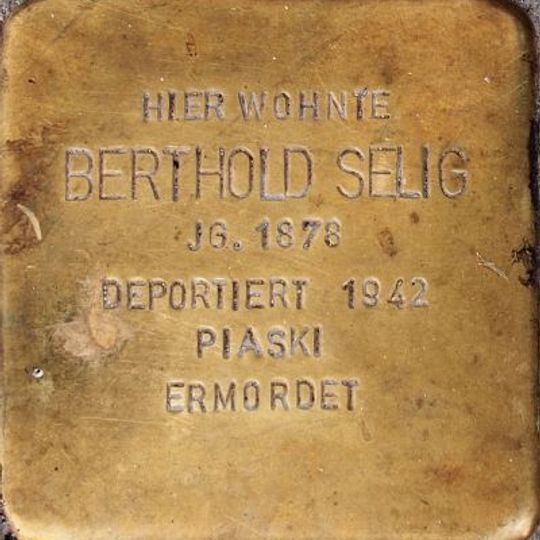 HIER WOHNTE
BERTHOLD SELIG
JG. 1878
DEPORTIERT 1942
PIASKI
ERMORDET